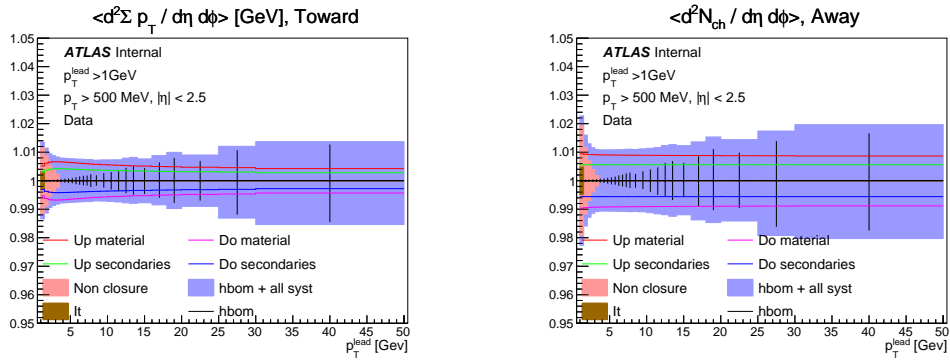 <d²Σ p_T / dη dφ> [GeV], Toward
1.05
1.04
1.03
1.02
1.01
1
0.99
0.98
0.97
0.96
0.95
ATLAS Internal
p_T^lead >1GeV
p_T > 500 MeV, |η| < 2.5
Data
Up material
Do material
Up secondaries
Do secondaries
Non closure
hbom + all syst
It
hbom
5 10 15 20 25 30 35 40 45 50
p_T^lead [Gev]
<d²N_ch / dη dφ>, Away
1.05
1.04
1.03
1.02
1.01
1
0.99
0.98
0.97
0.96
0.95
ATLAS Internal
p_T^lead >1GeV
p_T > 500 MeV, |η| < 2.5
Data
Up material
Do material
Up secondaries
Do secondaries
Non closure
hbom + all syst
It
hbom
5 10 15 20 25 30 35 40 45 50
p_T^lead [Gev]